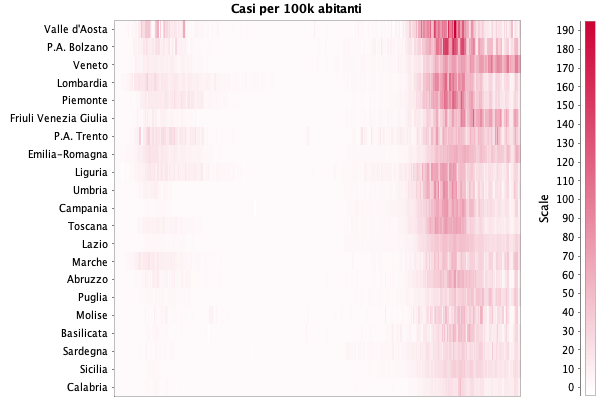 Casi per 100k abitanti
Valle d'Aosta
P.A. Bolzano
Veneto
Lombardia
Piemonte
Friuli Venezia Giulia
P.A. Trento
Emilia-Romagna
Liguria
Umbria
Campania
Toscana
Lazio
Marche
Abruzzo
Puglia
Molise
Basilicata
Sardegna
Sicilia
Calabria
Scale
190
180
170
160
150
140
130
120
110
100
90
80
70
60
50
40
30
20
10
0